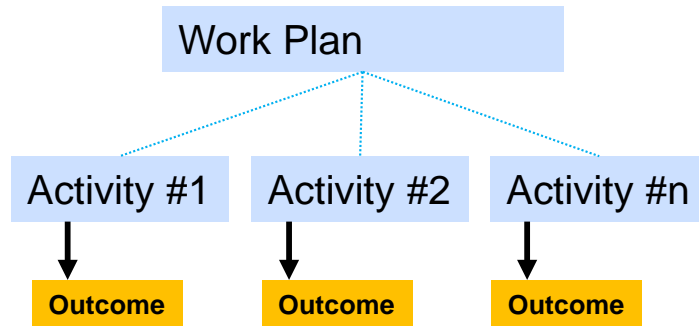 Work Plan
Activity #1
Activity #2
Activity #n
Outcome
Outcome
Outcome